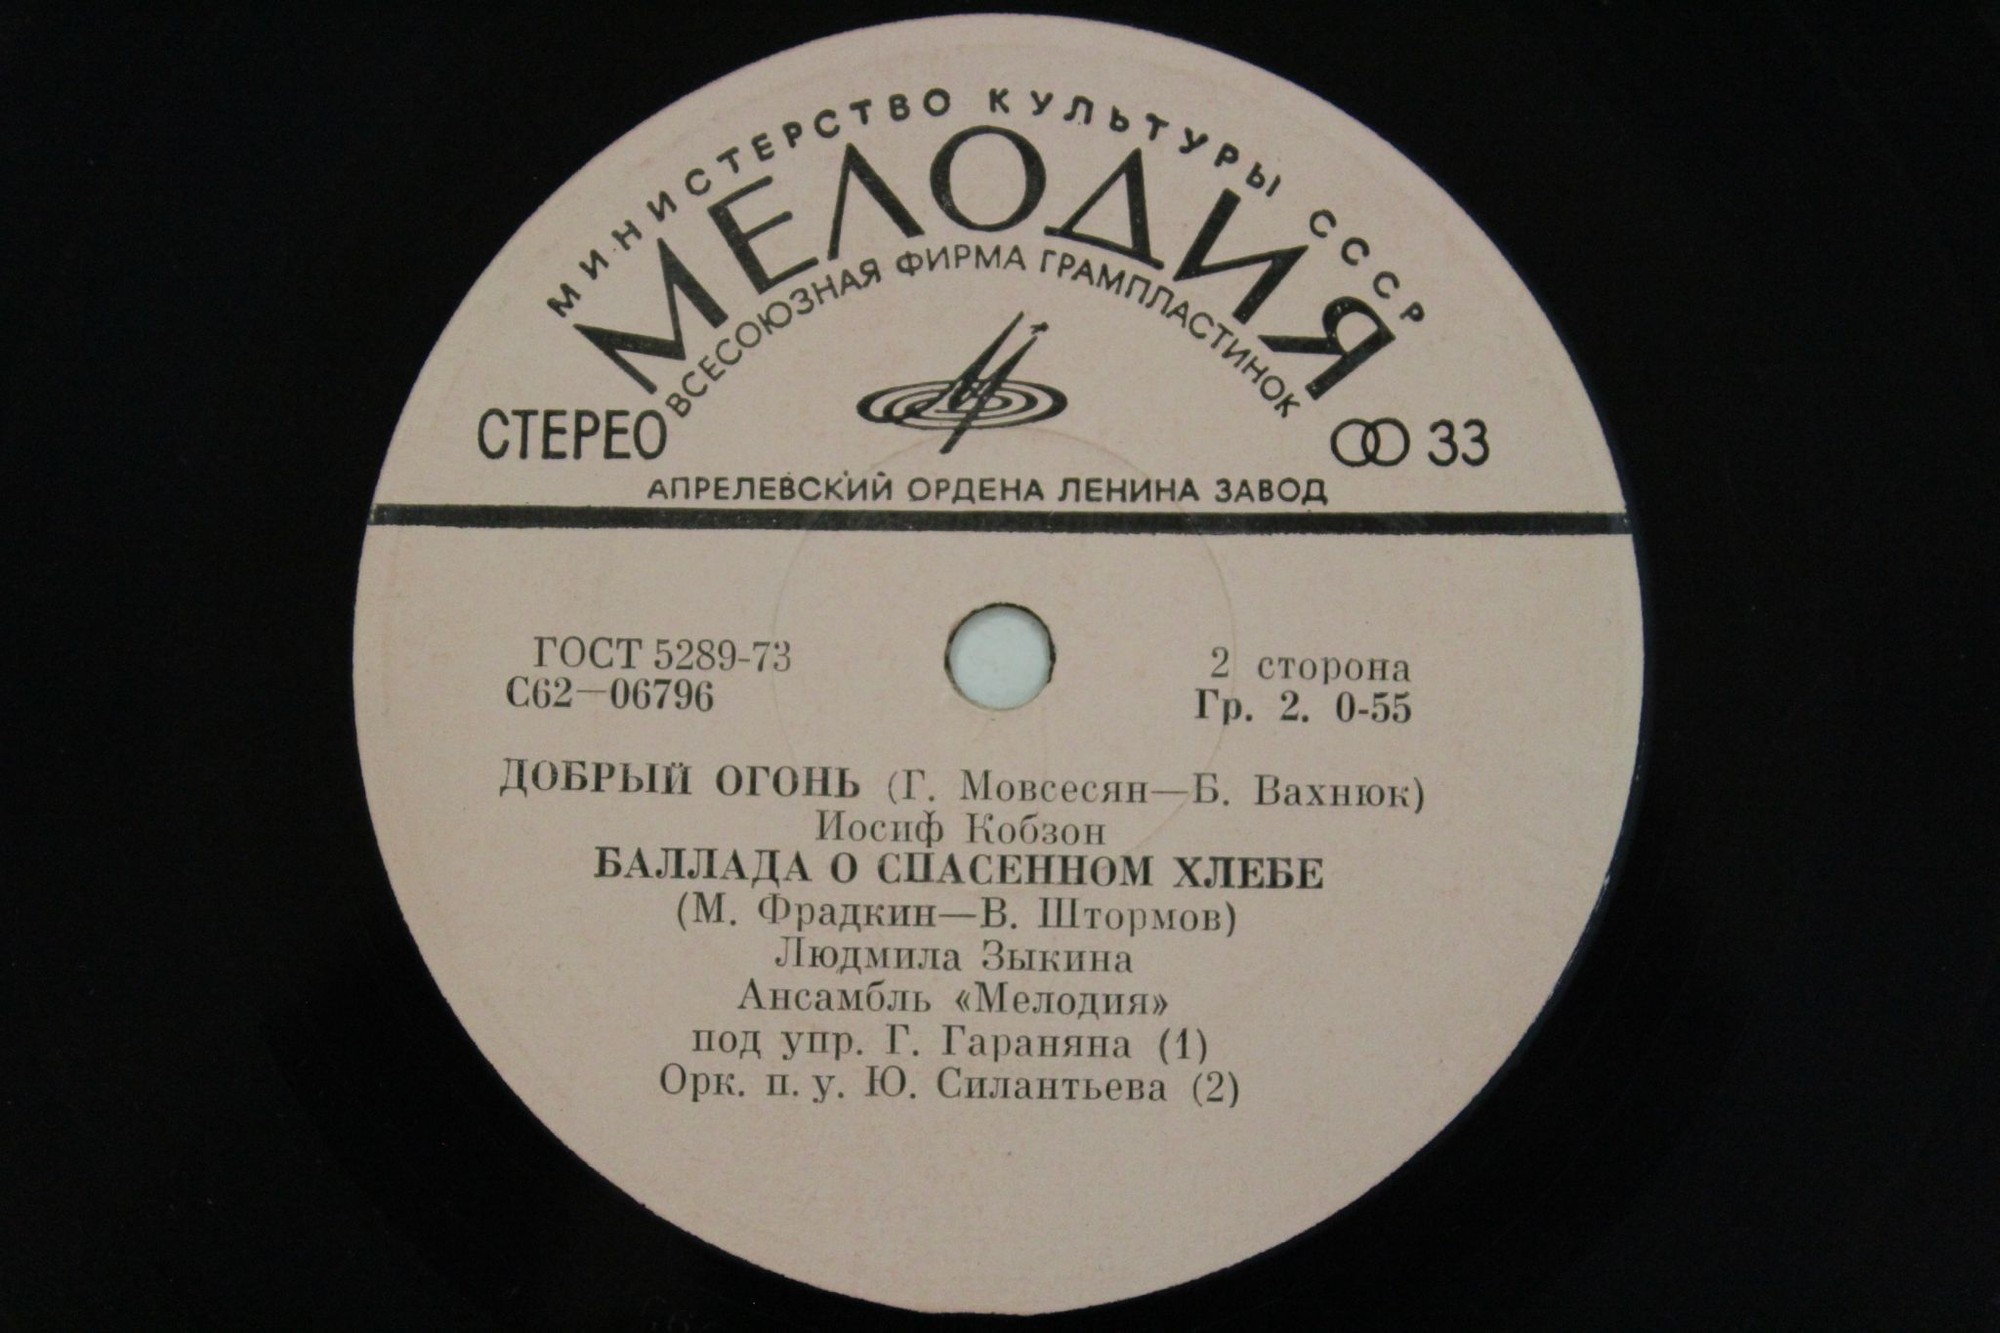 МИНИСТЕРСТВО КУЛЬТУРЫ СССР
МЕЛОДИЯ
ВСЕСОЮЗНАЯ ФИРМА ГРАМПЛАСТИНОК
СТЕРЕО
33
АПРЕЛЕВСКИЙ ОРДЕНА ЛЕНИНА ЗАВОД
ГОСТ 5289-73
С62—06796
2 сторона
Гр. 2. 0-55
ДОБРЫЙ ОГОНЬ (Г. Мовсесян—Б. Вахнюк)
Иосиф Кобзон
БАЛЛАДА О СПАСЕННОМ ХЛЕБЕ
(М. Фрадкин—В. Штормов)
Людмила Зыкина
Ансамбль «Мелодия»
под упр. Г. Гараняна (1)
Орк. п. у. Ю. Силантьева (2)